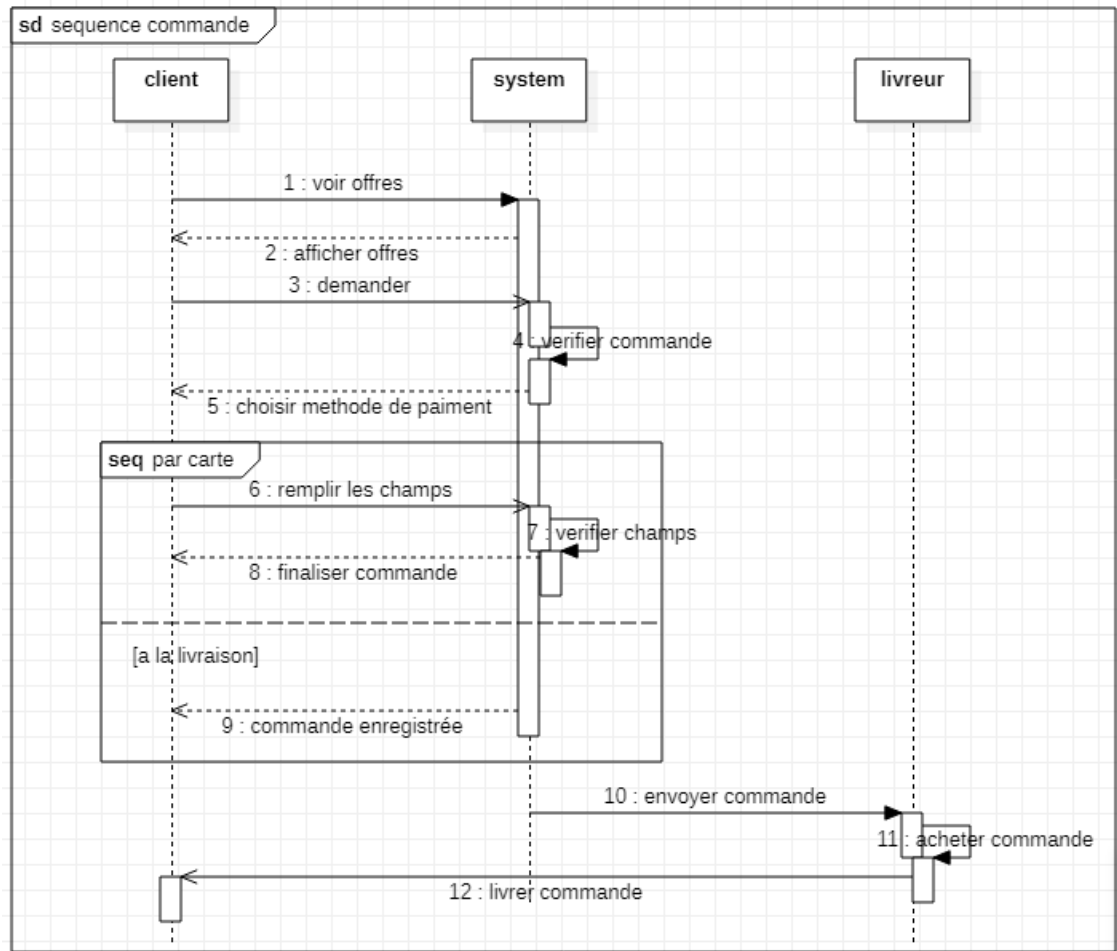 sd sequence commande
client
system
livreur
1 : voir offres
2 : afficher offres
3 : demander
4 : verifier commande
5 : choisir methode de paiment
seq par carte
6 : remplir les champs
7 : verifier champs
8 : finaliser commande
[a la livraison]
9 : commande enregistrée
10 : envoyer commande
11 : acheter commande
12 : livrer commande